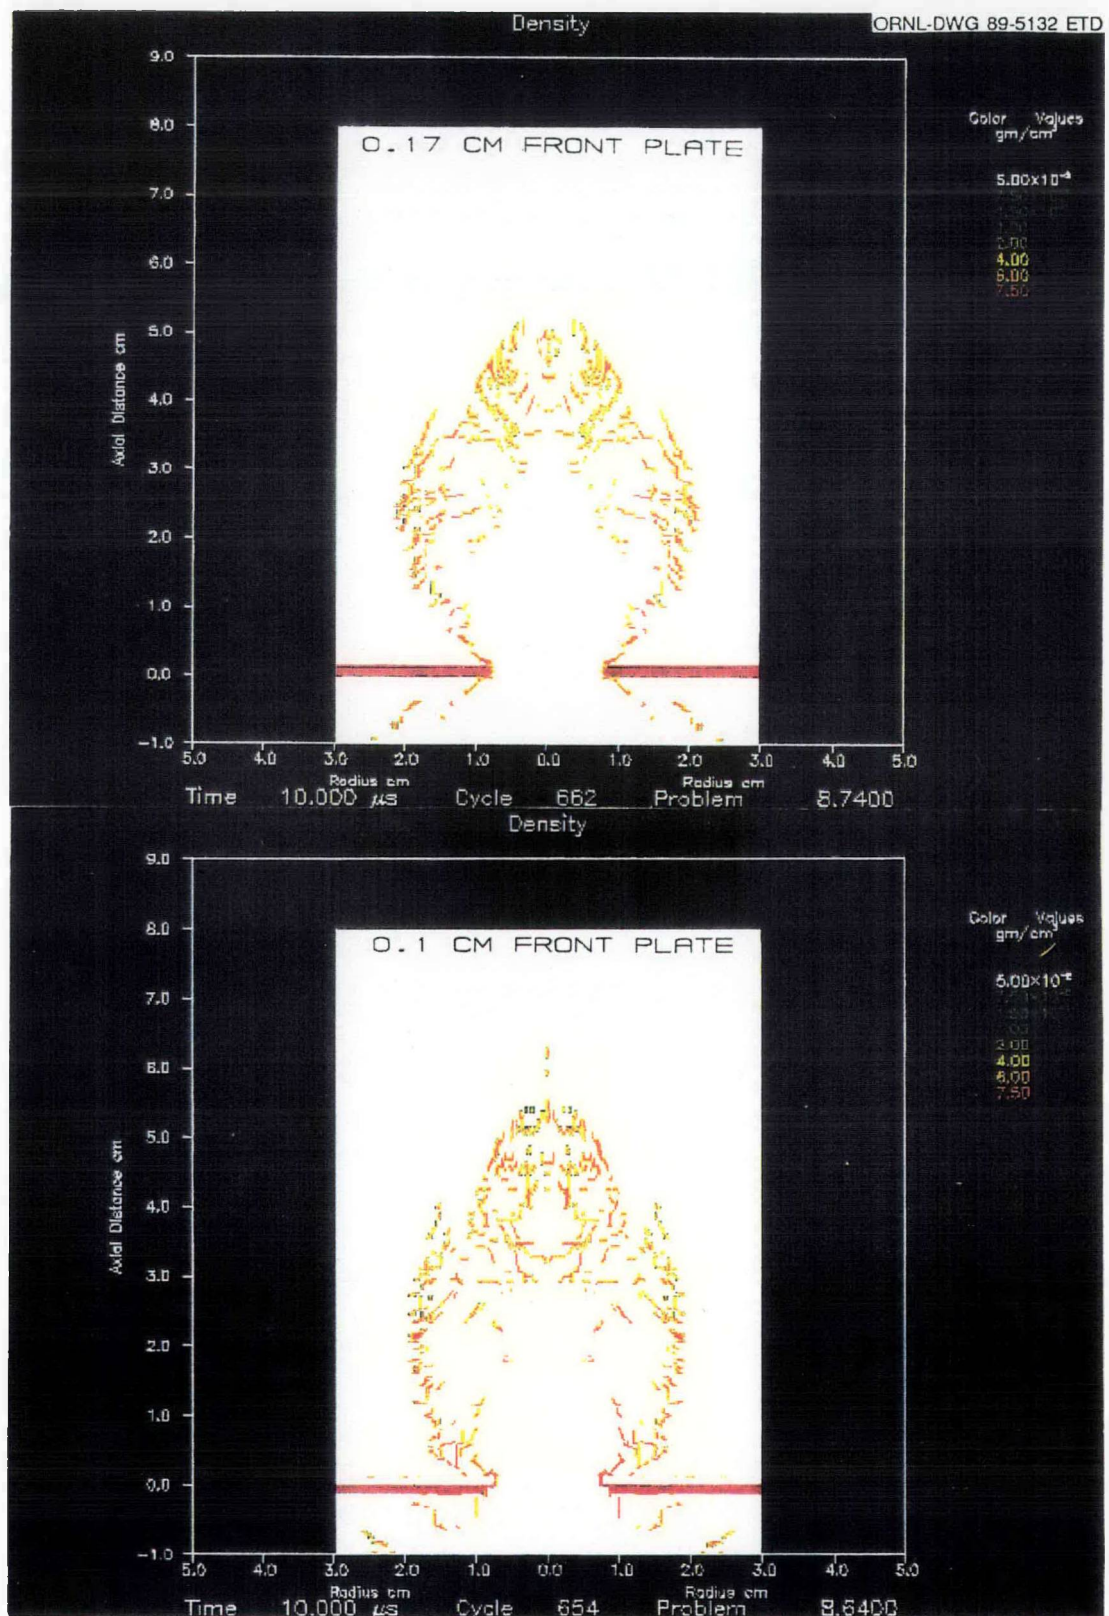 Density
ORNL-DWG 89-5132 ETD
9.0
Color Values
gm/cm³
8.0
0.17 CM FRONT PLATE
5.00×10
7.0
2.00
4.00
6.00
7.50
6.0
5.0
Axial Distance cm
4.0
3.0
2.0
1.0
0.0
-1.0
5.0 4.0 3.0 2.0 1.0 0.0 1.0 2.0 3.0 4.0 5.0
Radius cm Radius cm
Time 10.000 μs Cycle 662 Problem 8.7400
Density
9.0
Color Values
gm/cm³
8.0
0.1 CM FRONT PLATE
5.00×10⁻²
7.0
2.00
4.00
6.00
7.50
6.0
5.0
Axial Distance cm
4.0
3.0
2.0
1.0
0.0
-1.0
5.0 4.0 3.0 2.0 1.0 0.0 1.0 2.0 3.0 4.0 5.0
Radius cm Radius cm
Time 10.000 μs Cycle 654 Problem 8.6400